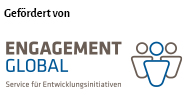 Gefördert von
ENGAGEMENT
GLOBAL
Service für Entwicklungsinitiativen